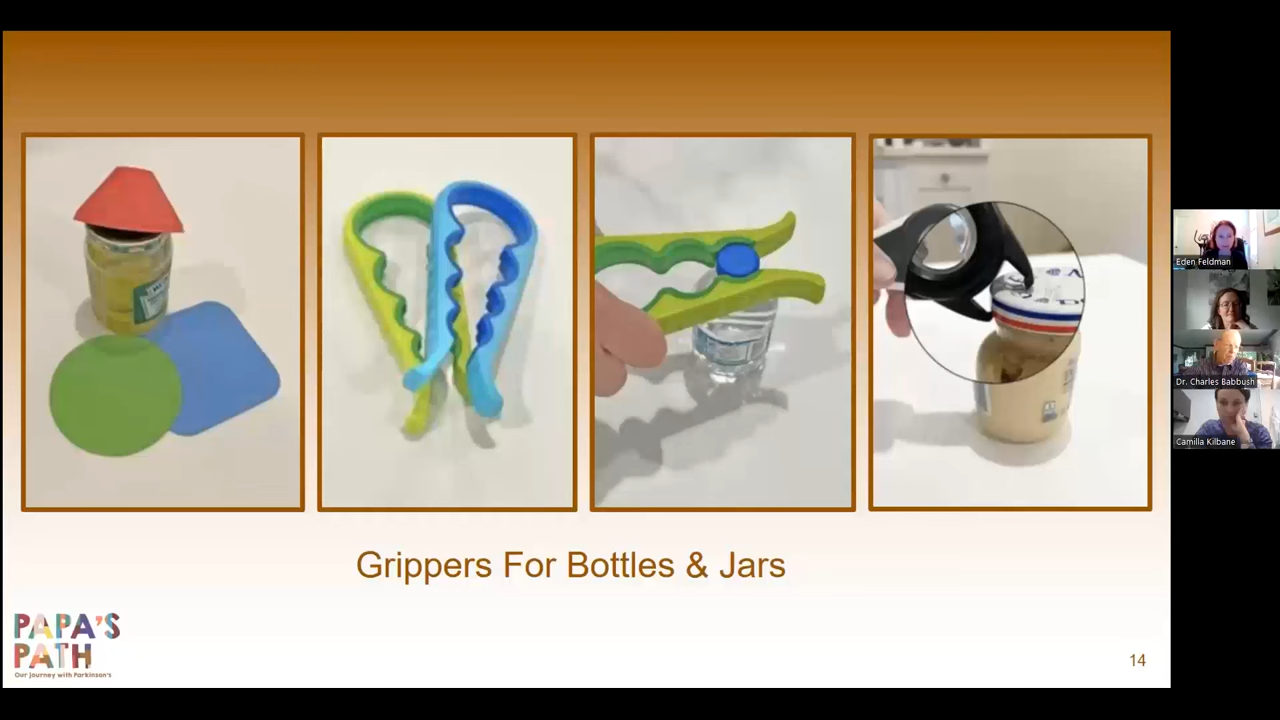 Grippers For Bottles & Jars
PAPA'S
PATH
Our journey with Parkinson's
14
Eden Feldman
Dr. Charles Babbush
Camilla Kilbane